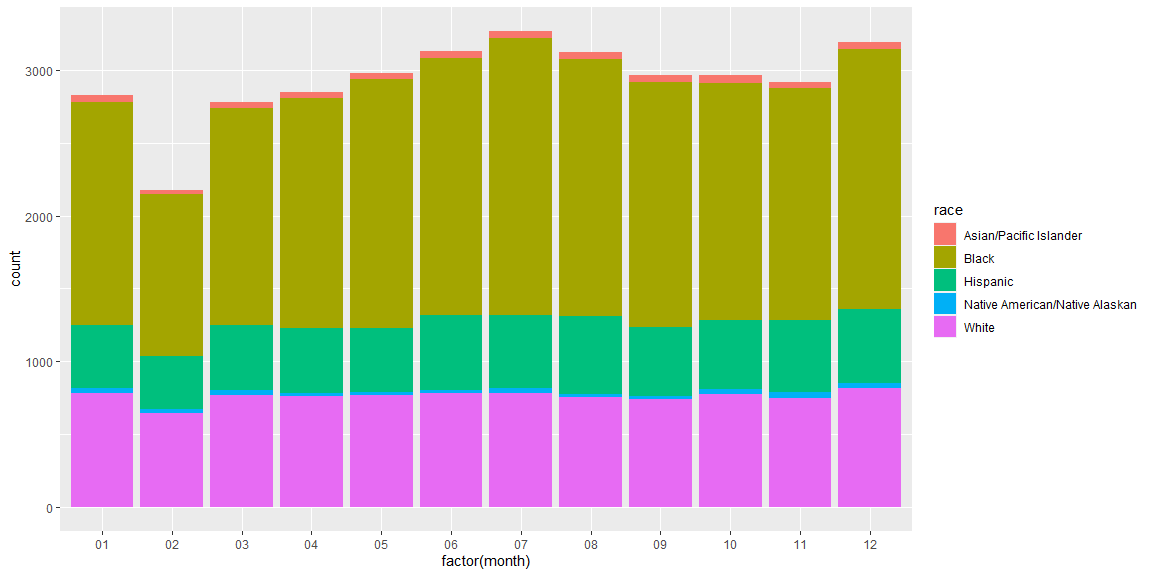 3000
2000
1000
0
count
01 02 03 04 05 06 07 08 09 10 11 12
factor(month)
race
Asian/Pacific Islander
Black
Hispanic
Native American/Native Alaskan
White